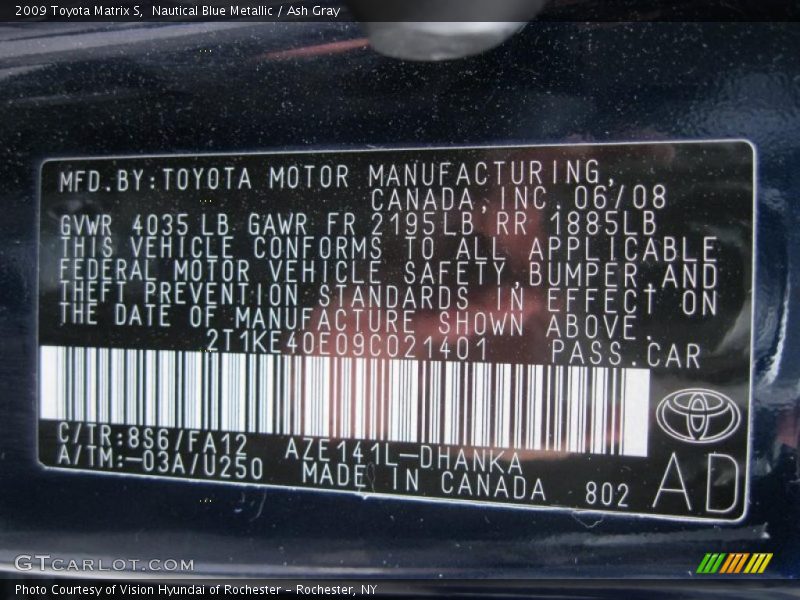 2009 Toyota Matrix S, Nautical Blue Metallic / Ash Gray
MFD.BY:TOYOTA MOTOR MANUFACTURING,
CANADA,INC.06/08
GVWR 4035LB GAWR FR 2195LB RR 1885LB
THIS VEHICLE CONFORMS TO ALL APPLICABLE
FEDERAL MOTOR VEHICLE SAFETY,BUMPER,AND
THEFT PREVENTION STANDARDS IN EFFECT ON
THE DATE OF MANUFACTURE SHOWN ABOVE.
2T1KE40E09C021401 PASS.CAR
C/TR:8S6/FA12 AZE141L-DHANKA
A/TM:-03A/U250 MADE IN CANADA 802 AD
GTCARLOT.COM
Photo Courtesy of Vision Hyundai of Rochester - Rochester, NY